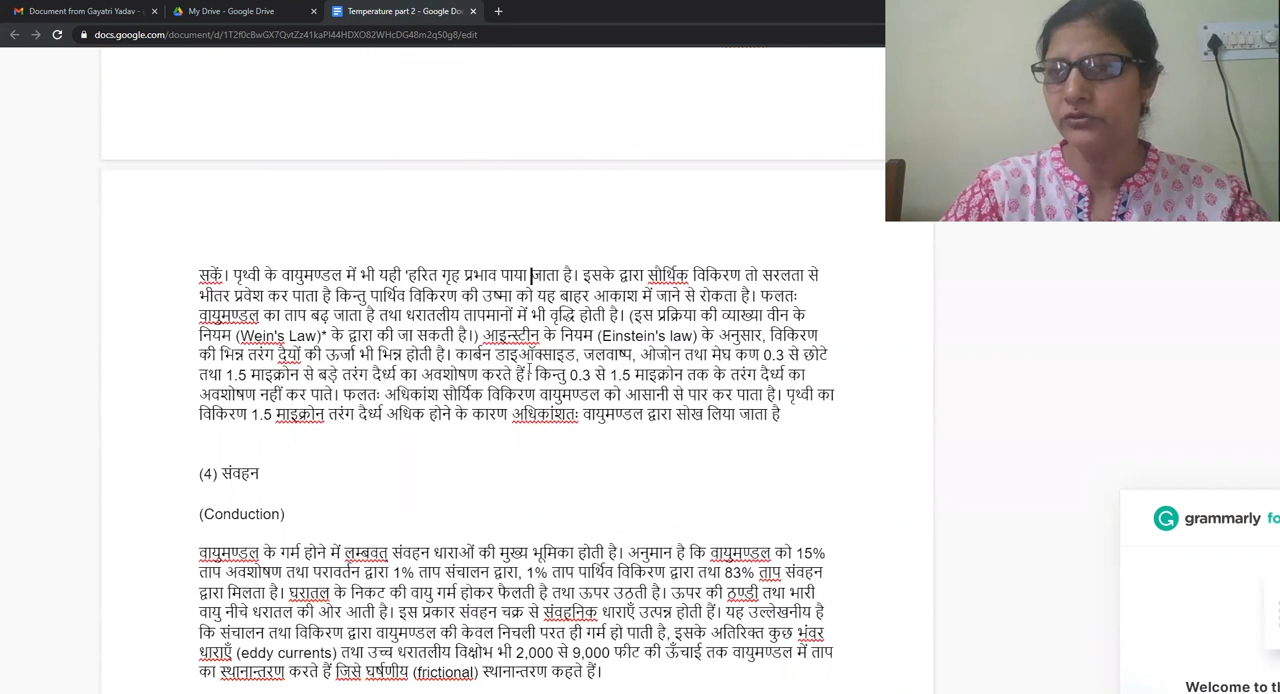 Document from Gayatri Yadav -
My Drive - Google Drive
Temperature part 2 - Google Do
docs.google.com/document/d/1T2f0cBwGX7QvtZz41kaPl44HDXO82WHcDG48m2q50g8/edit
सकें। पृथ्वी के वायुमण्डल में भी यही 'हरित गृह प्रभाव पाया जाता है। इसके द्वारा सौर्थिक विकिरण तो सरलता से
भीतर प्रवेश कर पाता है किन्तु पार्थिव विकिरण की उष्मा को यह बाहर आकाश में जाने से रोकता है। फलतः
वायुमण्डल का ताप बढ़ जाता है तथा धरातलीय तापमानों में भी वृद्धि होती है। (इस प्रक्रिया की व्याख्या वीन के
नियम (Wein's Law)* के द्वारा की जा सकती है।) आइन्स्टीन के नियम (Einstein's law) के अनुसार, विकिरण
की भिन्न तरंग दैयों की ऊर्जा भी भिन्न होती है। कार्बन डाइऑक्साइड, जलवाष्प, ओजोन तथा मेघ कण 0.3 से छोटे
तथा 1.5 माइक्रोन से बड़े तरंग दैर्ध्य का अवशोषण करते हैं। किन्तु 0.3 से 1.5 माइक्रोन तक के तरंग दैर्ध्य का
अवशोषण नहीं कर पाते। फलतः अधिकांश सौर्यिक विकिरण वायुमण्डल को आसानी से पार कर पाता है। पृथ्वी का
विकिरण 1.5 माइक्रोन तरंग दैर्ध्य अधिक होने के कारण अधिकांशतः वायुमण्डल द्वारा सोख लिया जाता है
(4) संवहन
(Conduction)
वायुमण्डल के गर्म होने में लम्बवत् संवहन धाराओं की मुख्य भूमिका होती है। अनुमान है कि वायुमण्डल को 15%
ताप अवशोषण तथा परावर्तन द्वारा 1% ताप संचालन द्वारा, 1% ताप पार्थिव विकिरण द्वारा तथा 83% ताप संवहन
द्वारा मिलता है। घरातल के निकट की वायु गर्म होकर फैलती है तथा ऊपर उठती है। ऊपर की ठण्डी तथा भारी
वायु नीचे धरातल की ओर आती है। इस प्रकार संवहन चक्र से संवहनिक धाराएँ उत्पन्न होती हैं। यह उल्लेखनीय है
कि संचालन तथा विकिरण द्वारा वायुमण्डल की केवल निचली परत ही गर्म हो पाती है, इसके अतिरिक्त कुछ भंवर
धाराएँ (eddy currents) तथा उच्च धरातलीय विक्षोभ भी 2,000 से 9,000 फीट की ऊँचाई तक वायुमण्डल में ताप
का स्थानान्तरण करते हैं जिसे घर्षणीय (frictional) स्थानान्तरण कहते हैं।
grammarly fo
Welcome to th